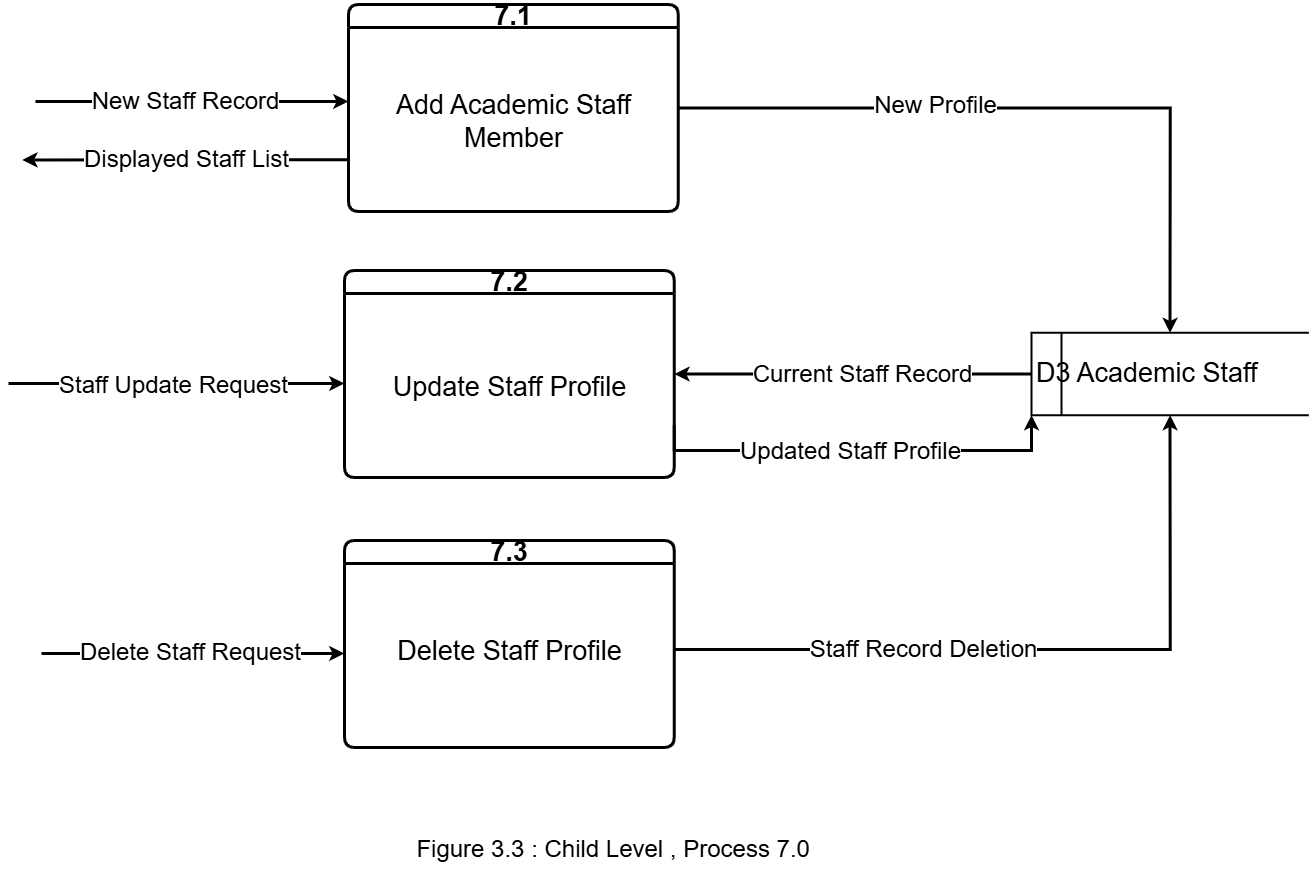 7.1
New Staff Record
Add Academic Staff
Member
New Profile
Displayed Staff List
7.2
Staff Update Request
Update Staff Profile
Current Staff Record
D3 Academic Staff
Updated Staff Profile
7.3
Delete Staff Request
Delete Staff Profile
Staff Record Deletion
Figure 3.3 : Child Level , Process 7.0